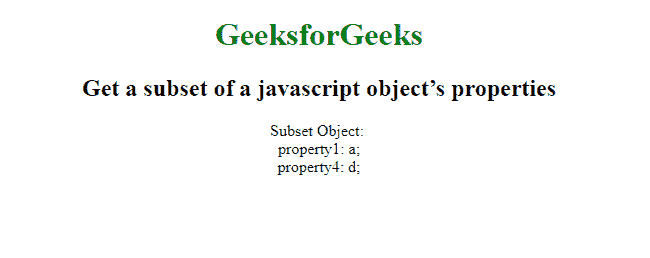 GeeksforGeeks
Get a subset of a javascript object’s properties
Subset Object:
property1: a;
property4: d;